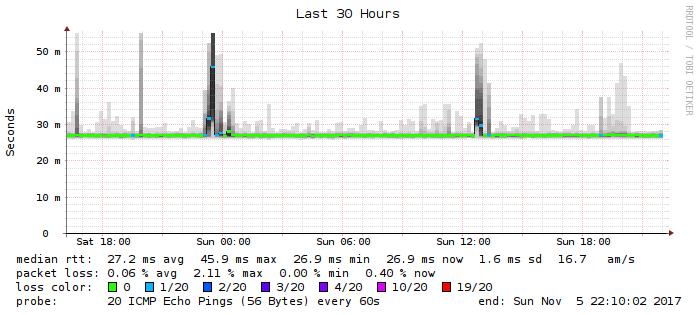 Last 30 Hours
RRDTOOL / TOBI OETIKER
Seconds
50 m
40 m
30 m
20 m
10 m
0
Sat 18:00 Sun 00:00 Sun 06:00 Sun 12:00 Sun 18:00
median rtt: 27.2 ms avg 45.9 ms max 26.9 ms min 26.9 ms now 1.6 ms sd 16.7 am/s
packet loss: 0.06 % avg 2.11 % max 0.00 % min 0.40 % now
loss color: 0 1/20 2/20 3/20 4/20 10/20 19/20
probe: 20 ICMP Echo Pings (56 Bytes) every 60s end: Sun Nov 5 22:10:02 2017